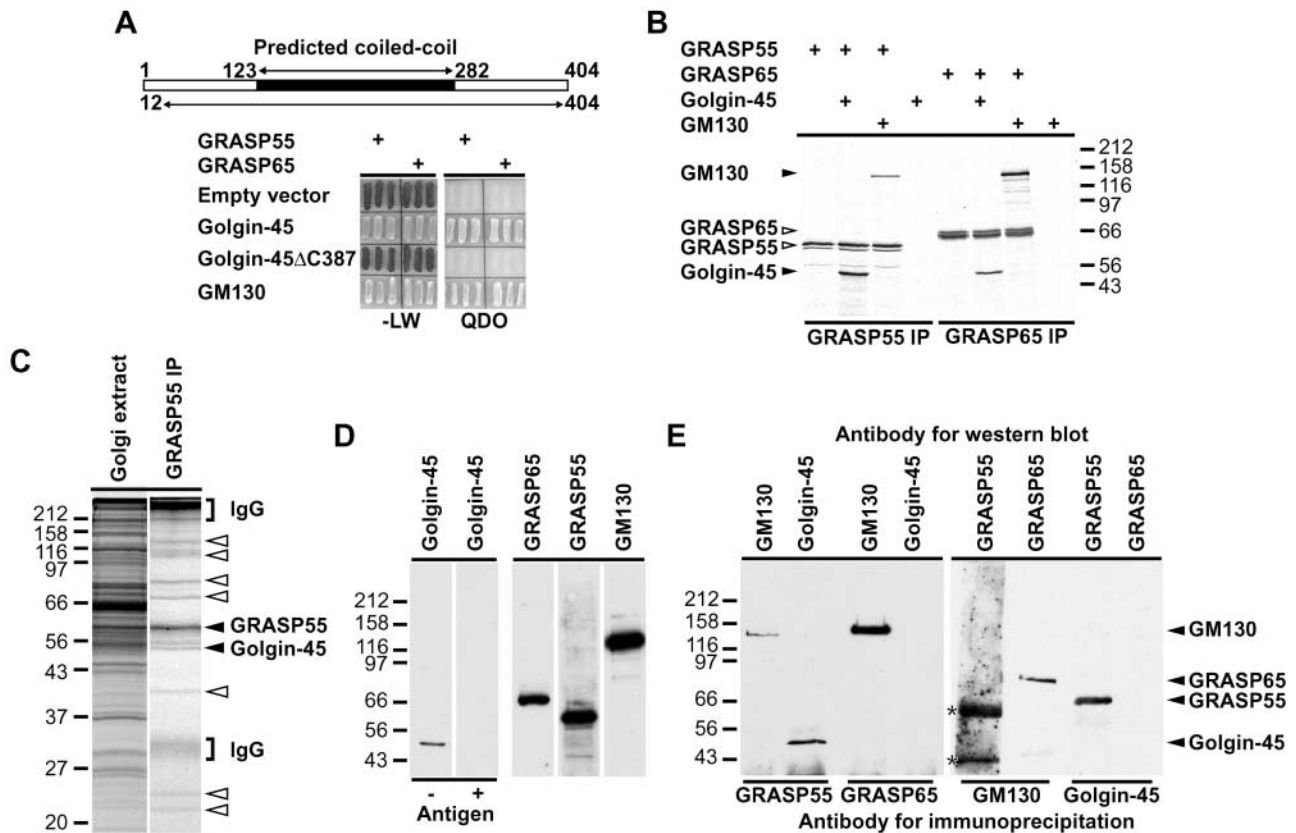 A
Predicted coiled-coil
1 123 282 404
12 404
GRASP55 + +
GRASP65 + +
Empty vector
Golgin-45
Golgin-45ΔC387
GM130
-LW QDO
B
GRASP55 + + +
GRASP65 + + +
Golgin-45 + + +
GM130 + + +
GM130
GRASP65
GRASP55
Golgin-45
212
158
116
97
66
56
43
GRASP55 IP GRASP65 IP
C
Golgi extract
GRASP55 IP
212
158
116
97
66
56
43
37
27
20
IgG
GRASP55
Golgin-45
IgG
D
Golgin-45
Golgin-45
GRASP65
GRASP55
GM130
212
158
116
97
66
56
43
- +
Antigen
E
Antibody for western blot
GM130
Golgin-45
GM130
Golgin-45
GRASP55
GRASP65
GRASP55
GRASP65
212
158
116
97
66
56
43
*
*
GM130
GRASP65
GRASP55
Golgin-45
GRASP55 GRASP65 GM130 Golgin-45
Antibody for immunoprecipitation